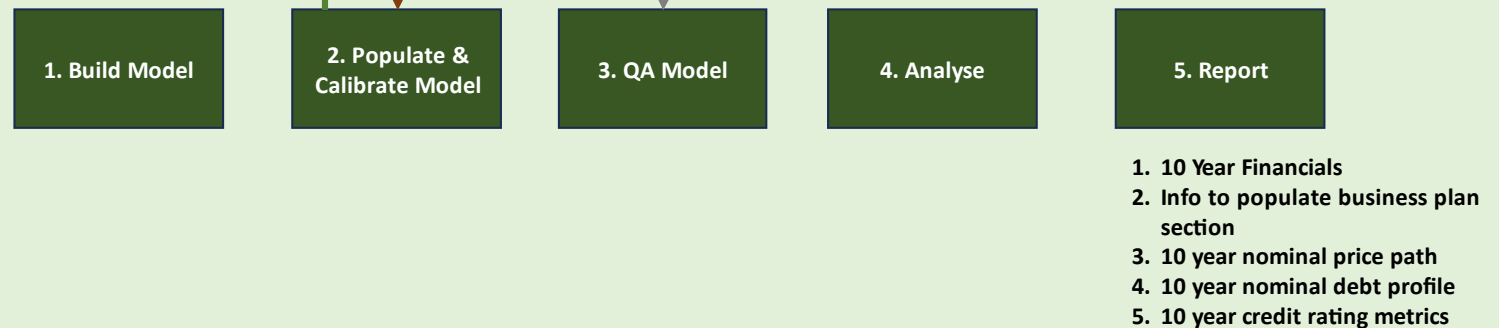 1. Build Model
2. Populate &
Calibrate Model
3. QA Model
4. Analyse
5. Report
1. 10 Year Financials
2. Info to populate business plan
section
3. 10 year nominal price path
4. 10 year nominal debt profile
5. 10 year credit rating metrics